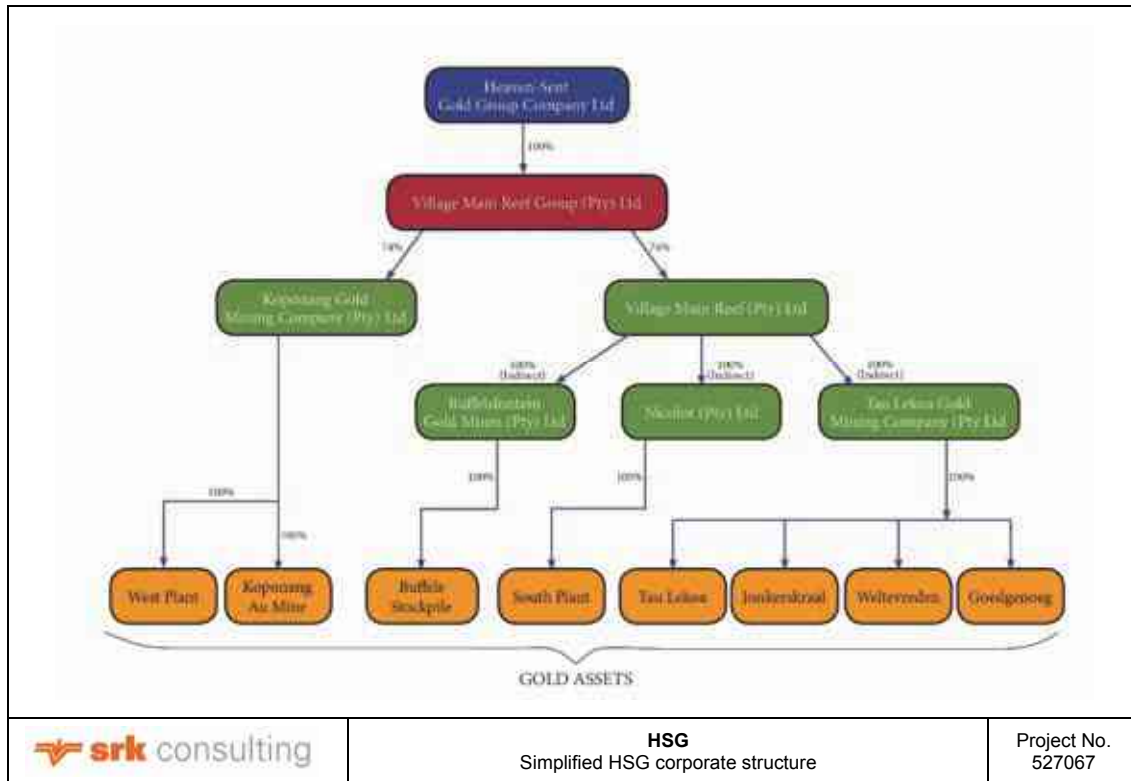 Heaven-Sent
Gold Group Company Ltd
100%
Village Main Reef Group (Pty) Ltd
74%
74%
Kopanang Gold
Mining Company (Pty) Ltd
Village Main Reef (Pty) Ltd
100%
(Indirect)
100%
(Indirect)
100%
(Indirect)
Buffelsfontein
Gold Mines (Pty) Ltd
Nicolor (Pty) Ltd
Tau Lekoa Gold
Mining Company (Pty Ltd
100%
100%
100%
100%
100%
West Plant
Kopanang
Au Mine
Buffels
Stockpile
South Plant
Tau Lekoa
Jonkerskraal
Weltevreden
Goedgenoeg
GOLD ASSETS
srk consulting
HSG
Simplified HSG corporate structure
Project No.
527067